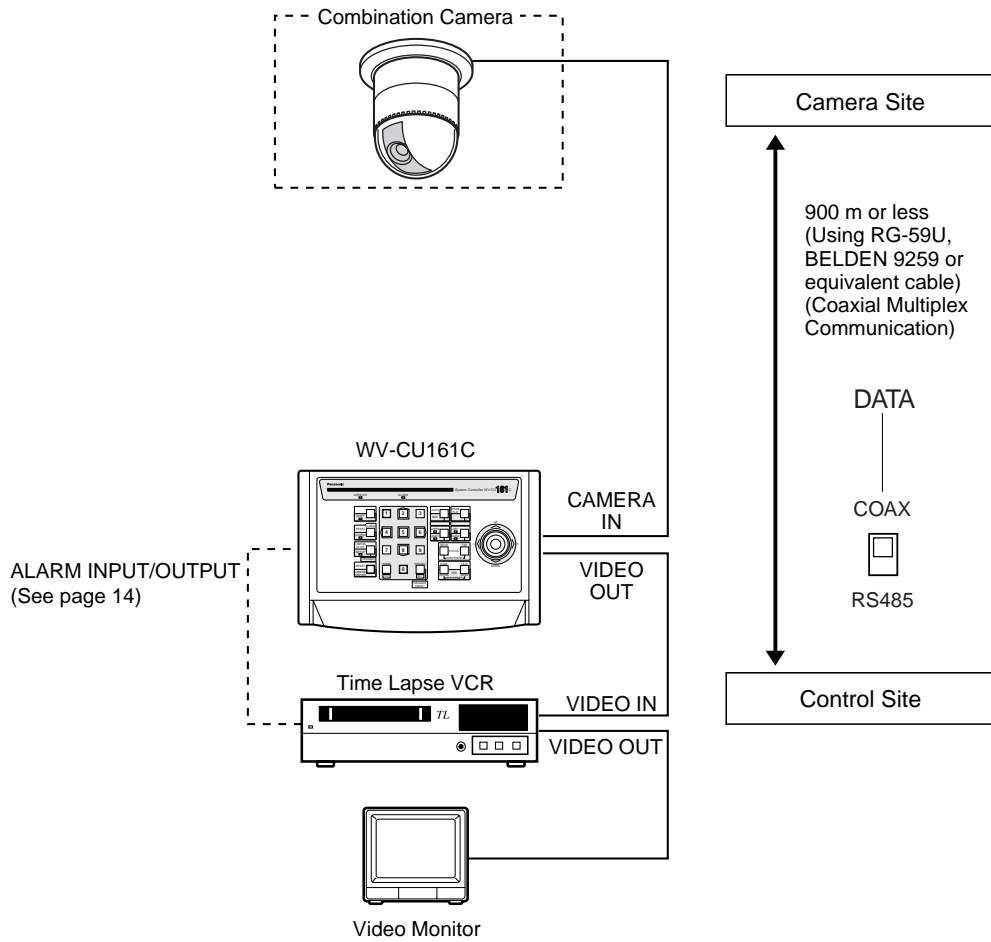 Combination Camera
Camera Site
900 m or less
(Using RG-59U,
BELDEN 9259 or
equivalent cable)
(Coaxial Multiplex
Communication)
DATA
COAX
RS485
WV-CU161C
Panasonic
CAMERA
IN
VIDEO
OUT
ALARM INPUT/OUTPUT
(See page 14)
Time Lapse VCR
TL
VIDEO IN
VIDEO OUT
Control Site
Video Monitor